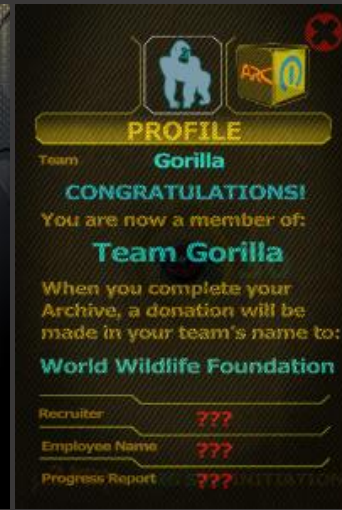 ARC
PROFILE
Team Gorilla
CONGRATULATIONS!
You are now a member of:
Team Gorilla
When you complete your
Archive, a donation will be
made in your team's name to:
World Wildlife Foundation
Recruiter ???
Employee Name ???
Progress Report ???
INITIATION